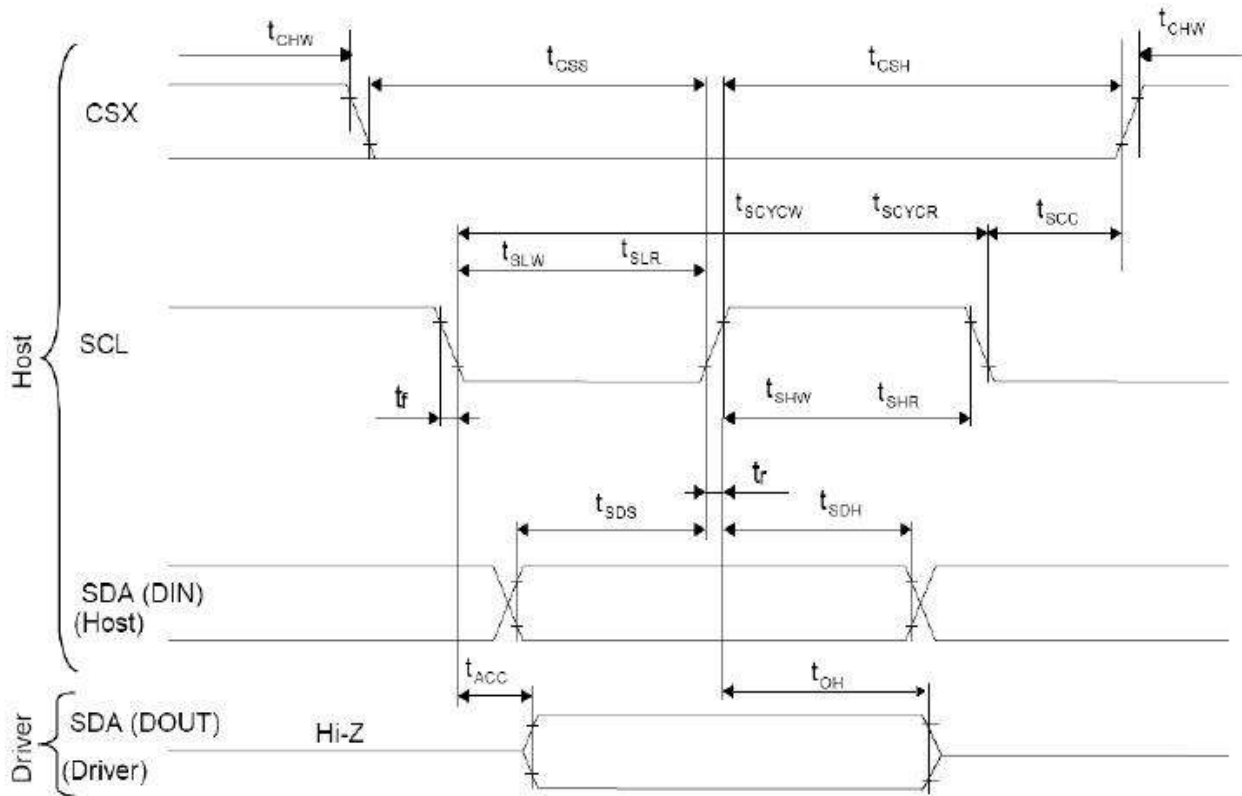 tCHW
tCSS
tCSH
tCHW
CSX
tSCYCW
tSCYCR
tSCC
tSLW
tSLR
Host
SCL
tf
tSHW
tSHR
tr
tSDS
tSDH
SDA (DIN)
(Host)
tACC
tOH
Driver
SDA (DOUT)
Hi-Z
(Driver)